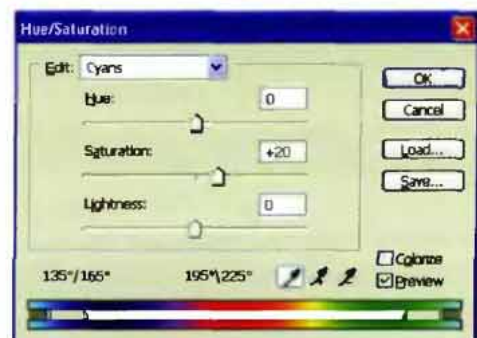 Hue/Saturation
Edit: Cyans
OK
Hue: 0
Cancel
Saturation: +20
Load...
Save...
Lightness: 0
Colorize
135°/165° 195°\225°
Preview